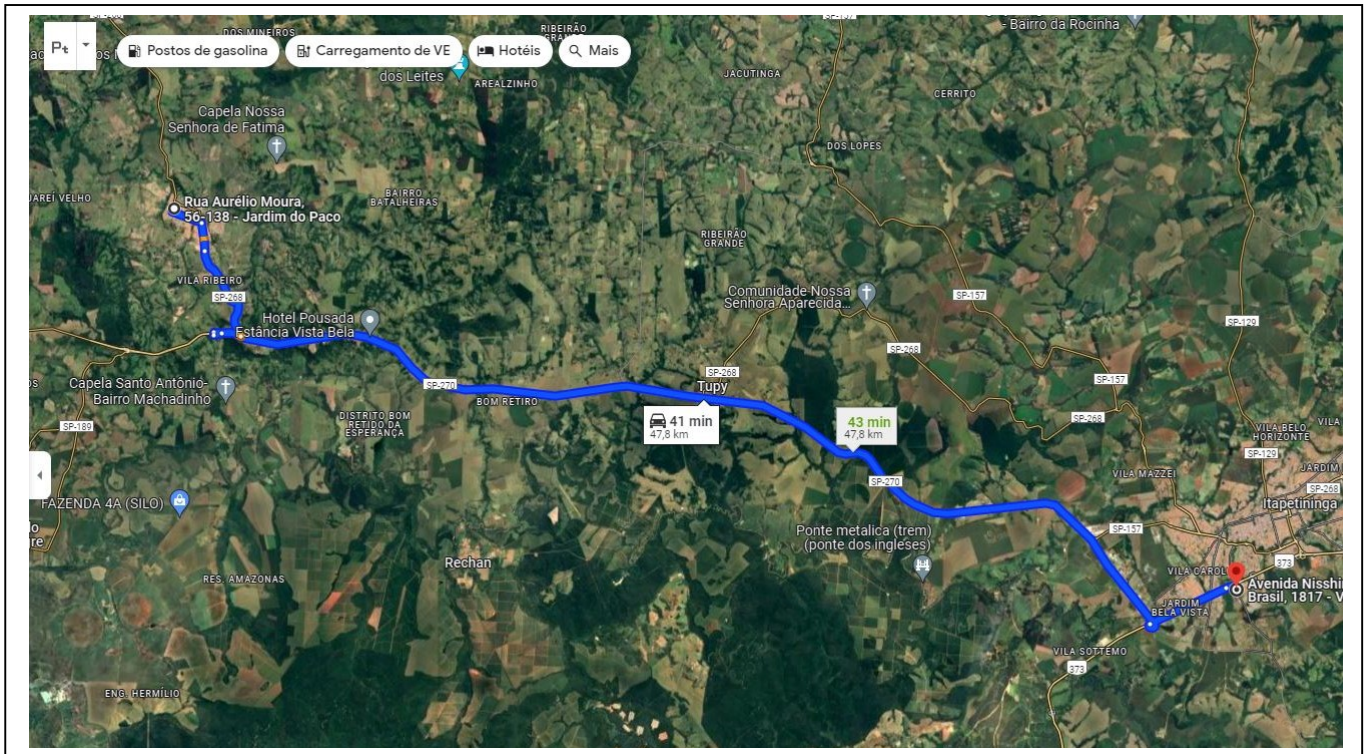 DOS MINEIROS
RIBEIRÃO
- Bairro da Rocinha
Postos de gasolina
Carregamento de VE
Hotéis
Mais
dos Leites
AREALZINHO
JACUTINGA
CERRITO
Capela Nossa
Senhora de Fatima
DOS LOPES
BAIRRO
BATALHEIRAS
Rua Aurélio Moura,
56-138 - Jardim do Paco
RIBEIRÃO
GRANDE
VILA RIBEIRO
SP-268
Comunidade Nossa
Senhora Aparecida...
SP-157
Hotel Pousada
Estância Vista Bela
SP-129
SP-268
SP-268
Tupy
SP-157
Capela Santo Antônio-
Bairro Machadinho
SP-270
BOM RETIRO
DISTRITO BOM
RETIDO DA
ESPERANÇA
SP-189
41 min
47,8 km
43 min
47,8 km
SP-268
VILA BELO
HORIZONTE
VILA
SP-129
JARDIM
VILA MAZZEI
SP-270
SP-268
Itapetininga
FAZENDA 4A (SILO)
Ponte metalica (trem)
(ponte dos ingleses)
SP-157
Rechan
373
RES. AMAZONAS
VILA CAROL
Avenida Nisshi
Brasil, 1817 - V
JARDIM
BELA VISTA
VILA SOTTEMO
373
ENG. HERMÍLIO